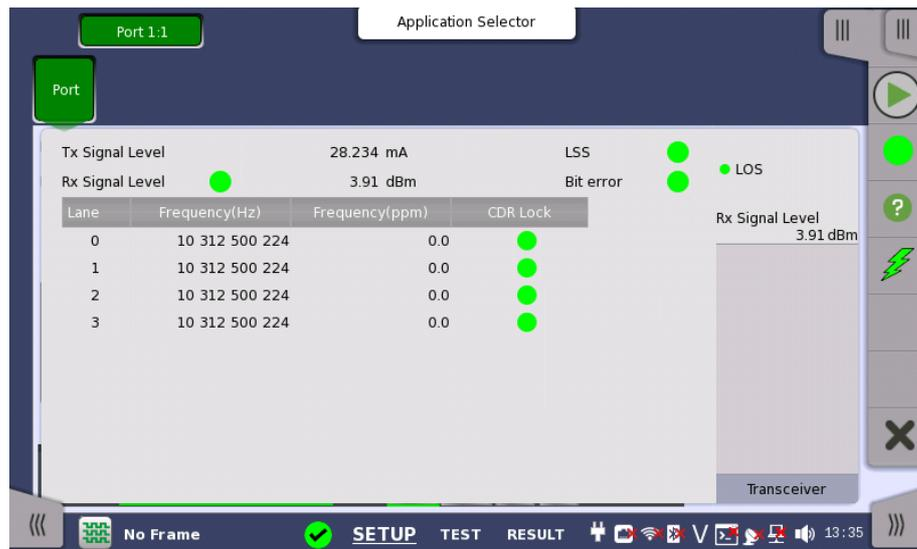 Port 1:1
Application Selector
Port
Tx Signal Level 28.234 mA LSS
Rx Signal Level 3.91 dBm Bit error
LOS
Lane Frequency(Hz) Frequency(ppm) CDR Lock
0 10 312 500 224 0.0
1 10 312 500 224 0.0
2 10 312 500 224 0.0
3 10 312 500 224 0.0
Rx Signal Level
3.91 dBm
Transceiver
No Frame SETUP TEST RESULT 13:35